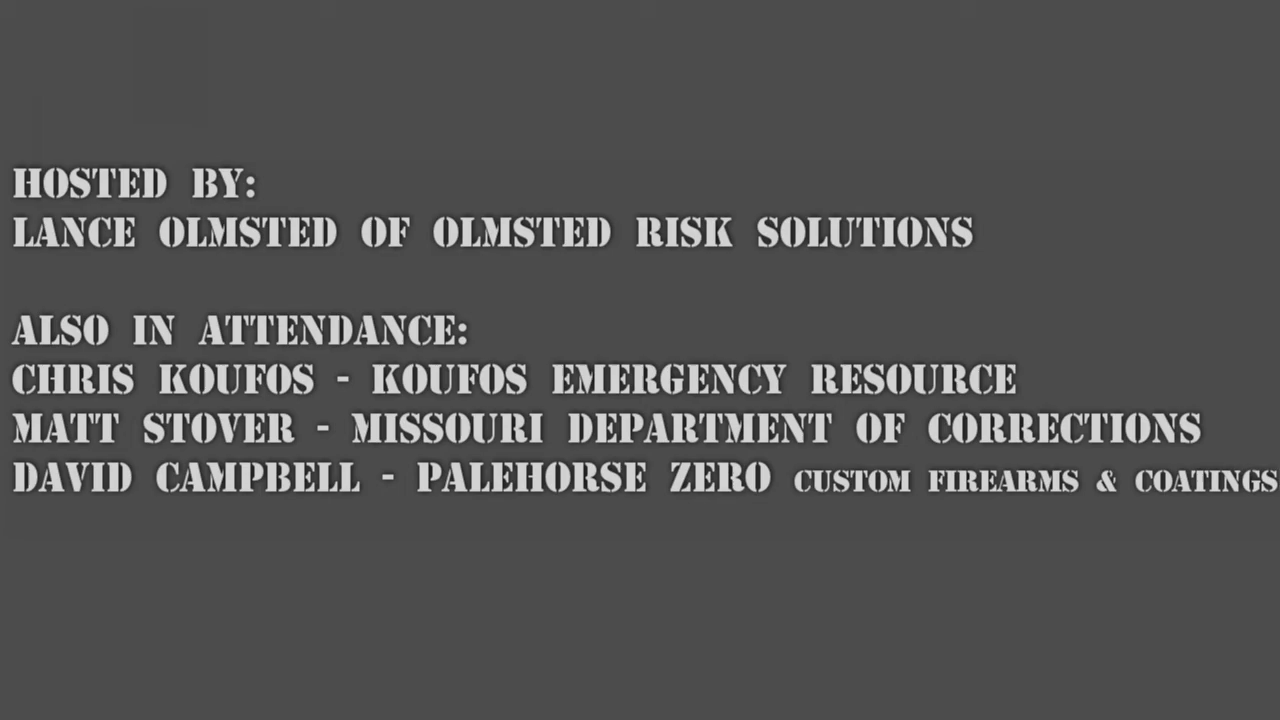 HOSTED BY:
LANCE OLMSTED OF OLMSTED RISK SOLUTIONS
ALSO IN ATTENDANCE:
CHRIS KOUFOS - KOUFOS EMERGENCY RESOURCE
MATT STOVER - MISSOURI DEPARTMENT OF CORRECTIONS
DAVID CAMPBELL - PALEHORSE ZERO CUSTOM FIREARMS & COATINGS